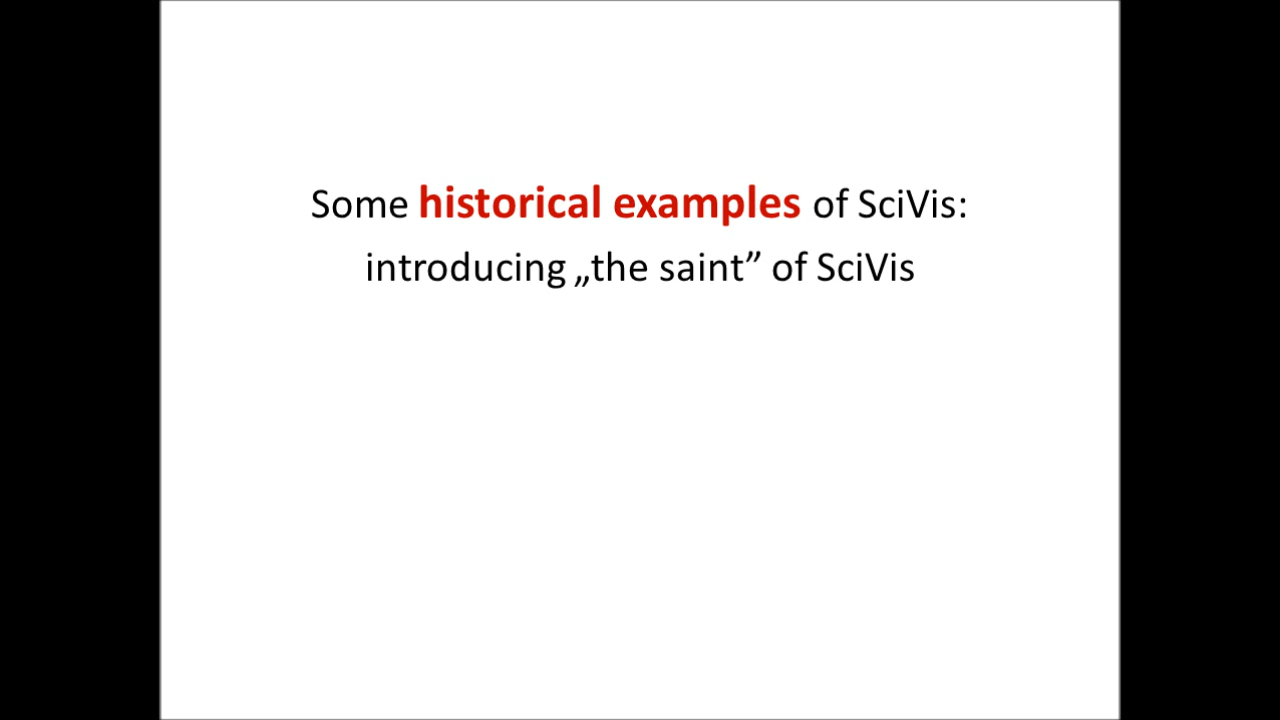 Some historical examples of SciVis:
introducing „the saint” of SciVis